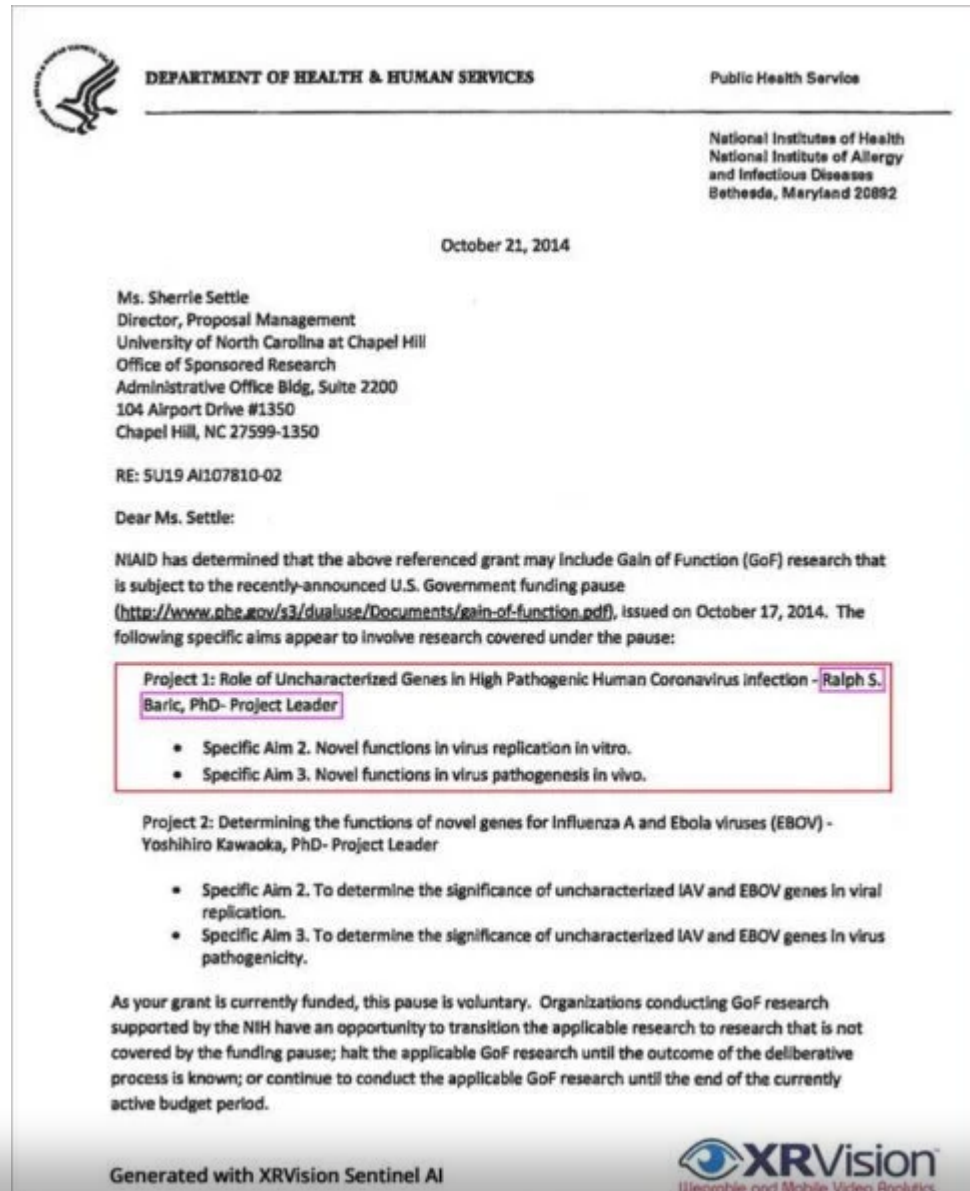 DEPARTMENT OF HEALTH & HUMAN SERVICES
Public Health Service
National Institutes of Health
National Institute of Allergy
and Infectious Diseases
Bethesda, Maryland 20892
October 21, 2014
Ms. Sherrie Settle
Director, Proposal Management
University of North Carolina at Chapel Hill
Office of Sponsored Research
Administrative Office Bldg, Suite 2200
104 Airport Drive #1350
Chapel Hill, NC 27599-1350
RE: 5U19 AI107810-02
Dear Ms. Settle:
NIAID has determined that the above referenced grant may include Gain of Function (GoF) research that
is subject to the recently-announced U.S. Government funding pause
(http://www.phe.gov/s3/dualuse/Documents/gain-of-function.pdf), issued on October 17, 2014. The
following specific aims appear to involve research covered under the pause:
Project 1: Role of Uncharacterized Genes in High Pathogenic Human Coronavirus Infection - Ralph S.
Baric, PhD- Project Leader
• Specific Aim 2. Novel functions in virus replication in vitro.
• Specific Aim 3. Novel functions in virus pathogenesis in vivo.
Project 2: Determining the functions of novel genes for Influenza A and Ebola viruses (EBOV) -
Yoshihiro Kawaoka, PhD- Project Leader
• Specific Aim 2. To determine the significance of uncharacterized IAV and EBOV genes in viral
replication.
• Specific Aim 3. To determine the significance of uncharacterized IAV and EBOV genes in virus
pathogenicity.
As your grant is currently funded, this pause is voluntary. Organizations conducting GoF research
supported by the NIH have an opportunity to transition the applicable research to research that is not
covered by the funding pause; halt the applicable GoF research until the outcome of the deliberative
process is known; or continue to conduct the applicable GoF research until the end of the currently
active budget period.
Generated with XRVision Sentinel AI
XRVision
Wearable and Mobile Video Analytics